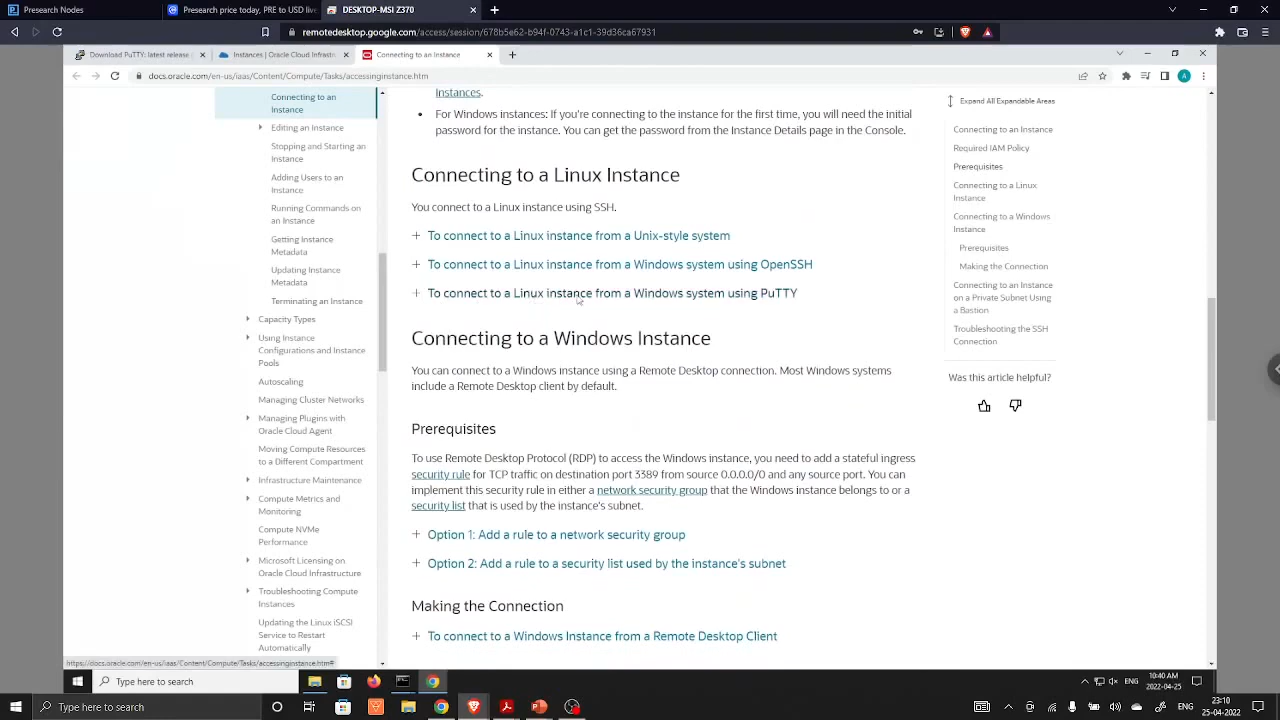 Presearch Nodes
Presearch price today, PRE to USD live
DESKTOP-MSI Z370
remotedesktop.google.com/access/session/678b5e62-b94f-0743-a1c1-39d36ca67931
Download PuTTY: latest release
Instances | Oracle Cloud Infrastr
Connecting to an Instance
docs.oracle.com/en-us/iaas/Content/Compute/Tasks/accessinginstance.htm
A
Connecting to an
Instance
Editing an Instance
Stopping and Starting an
Instance
Adding Users to an
Instance
Running Commands on
an Instance
Getting Instance
Metadata
Updating Instance
Metadata
Terminating an Instance
Capacity Types
Using Instance
Configurations and Instance
Pools
Autoscaling
Managing Cluster Networks
Managing Plugins with
Oracle Cloud Agent
Moving Compute Resources
to a Different Compartment
Infrastructure Maintenance
Compute Metrics and
Monitoring
Compute NVMe
Performance
Microsoft Licensing on
Oracle Cloud Infrastructure
Troubleshooting Compute
Instances
Updating the Linux iSCSI
Service to Restart
Automatically
Instances.
• For Windows instances: If you're connecting to the instance for the first time, you will need the initial
password for the instance. You can get the password from the Instance Details page in the Console.
Connecting to a Linux Instance
You connect to a Linux instance using SSH.
+ To connect to a Linux instance from a Unix-style system
+ To connect to a Linux instance from a Windows system using OpenSSH
+ To connect to a Linux instance from a Windows system using PuTTY
Connecting to a Windows Instance
You can connect to a Windows instance using a Remote Desktop connection. Most Windows systems
include a Remote Desktop client by default.
Prerequisites
To use Remote Desktop Protocol (RDP) to access the Windows instance, you need to add a stateful ingress
security rule for TCP traffic on destination port 3389 from source 0.0.0.0/0 and any source port. You can
implement this security rule in either a network security group that the Windows instance belongs to or a
security list that is used by the instance's subnet.
+ Option 1: Add a rule to a network security group
+ Option 2: Add a rule to a security list used by the instance's subnet
Making the Connection
+ To connect to a Windows Instance from a Remote Desktop Client
Expand All Expandable Areas
Connecting to an Instance
Required IAM Policy
Prerequisites
Connecting to a Linux
Instance
Connecting to a Windows
Instance
Prerequisites
Making the Connection
Connecting to an Instance
on a Private Subnet Using
a Bastion
Troubleshooting the SSH
Connection
Was this article helpful?
https://docs.oracle.com/en-us/iaas/Content/Compute/Tasks/accessinginstance.htm#
Type here to search
ENG
10:40 AM
2022-04-25
Type here to search
ENG
23:10
25-04-2022